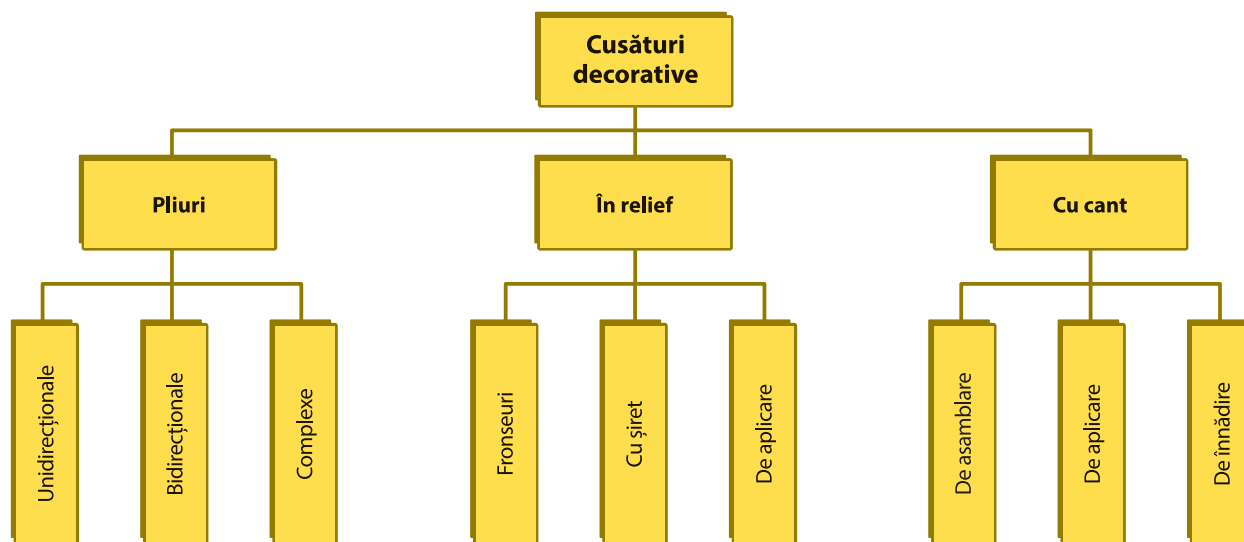 Cusături
decorative
Pliuri
În relief
Cu cant
Unidirecționale
Bidirecționale
Complexe
Fronseuri
Cu șiret
De aplicare
De asamblare
De aplicare
De înnădire